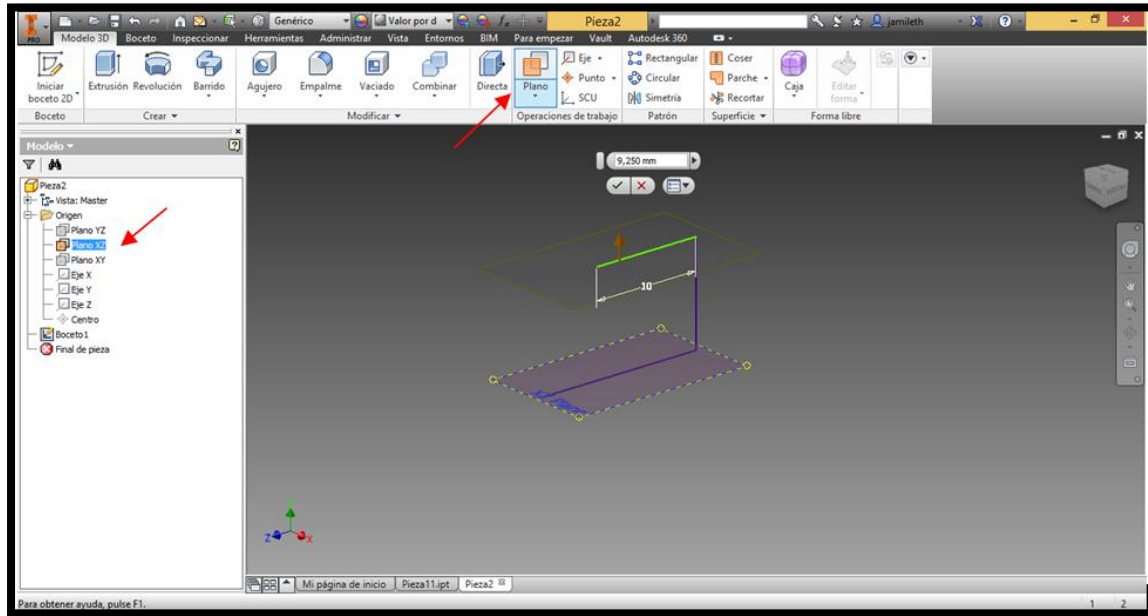 Genérico Valor por d Pieza2 jamileth
PRO Modelo 3D Boceto Inspeccionar Herramientas Administrar Vista Entornos BIM Para empezar Vault Autodesk 360
Iniciar boceto 2D Extrusión Revolución Barrido Agujero Empalme Vaciado Combinar Directa Plano Eje Punto SCU Rectangular Circular Simetría Coser Parche Recortar Caja Editar forma
Boceto Crear Modificar Operaciones de trabajo Patrón Superficie Forma libre
Modelo
Pieza2
Vista: Master
Origen
Plano YZ
Plano XZ
Plano XY
Eje X
Eje Y
Eje Z
Centro
Boceto1
Final de pieza
9,250 mm
10
Z X
Mi página de inicio Pieza11.ipt Pieza2
Para obtener ayuda, pulse F1. 1 2